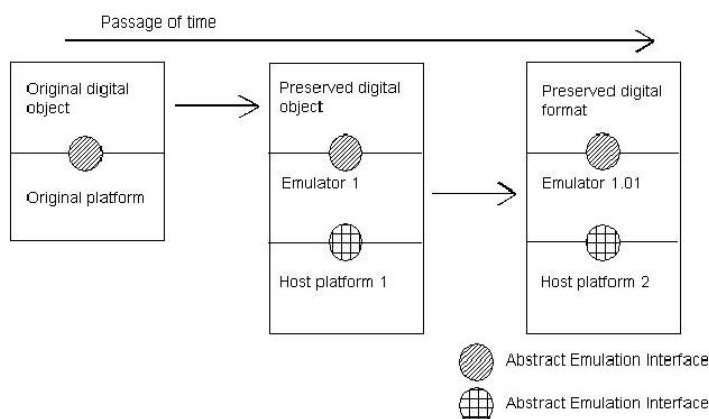 Passage of time
Original digital
object
Original platform
Preserved digital
object
Emulator 1
Host platform 1
Preserved digital
format
Emulator 1.01
Host platform 2
Abstract Emulation Interface
Abstract Emulation Interface